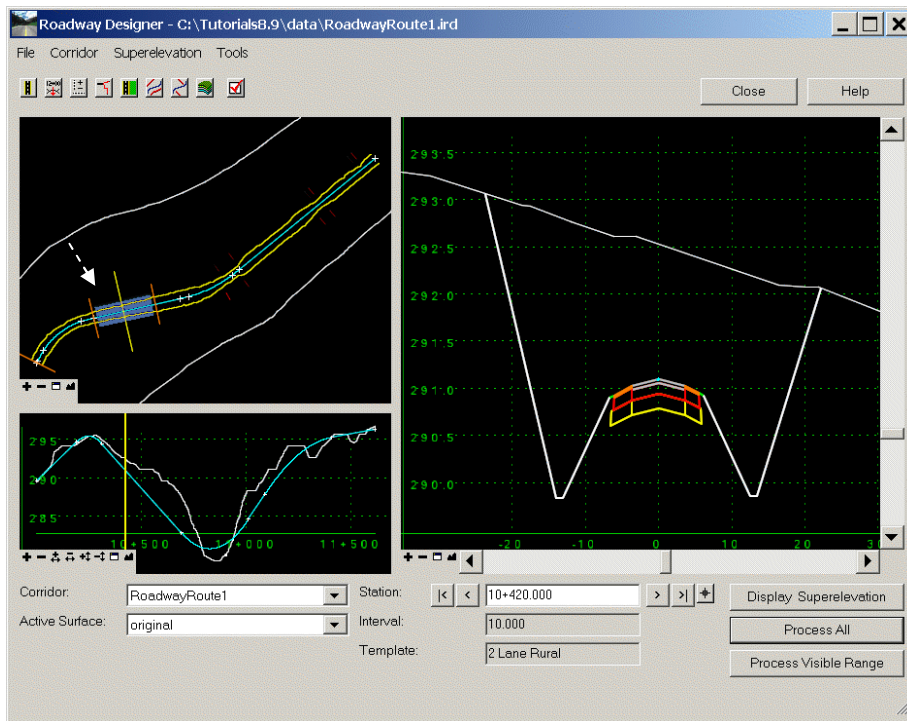 Roadway Designer - C:\Tutorials8.9\data\RoadwayRoute1.ird
File Corridor Superelevation Tools
Close Help
293.5
293.0
292.5
292.0
291.5
291.0
290.5
290.0
-20 -10 0 10 20 30
295
290
285
10+500 11+000 11+500
Corridor: RoadwayRoute1
Active Surface: original
Station: |< < 10+420.000 > >|
Interval: 10.000
Template: 2 Lane Rural
Display Superelevation
Process All
Process Visible Range